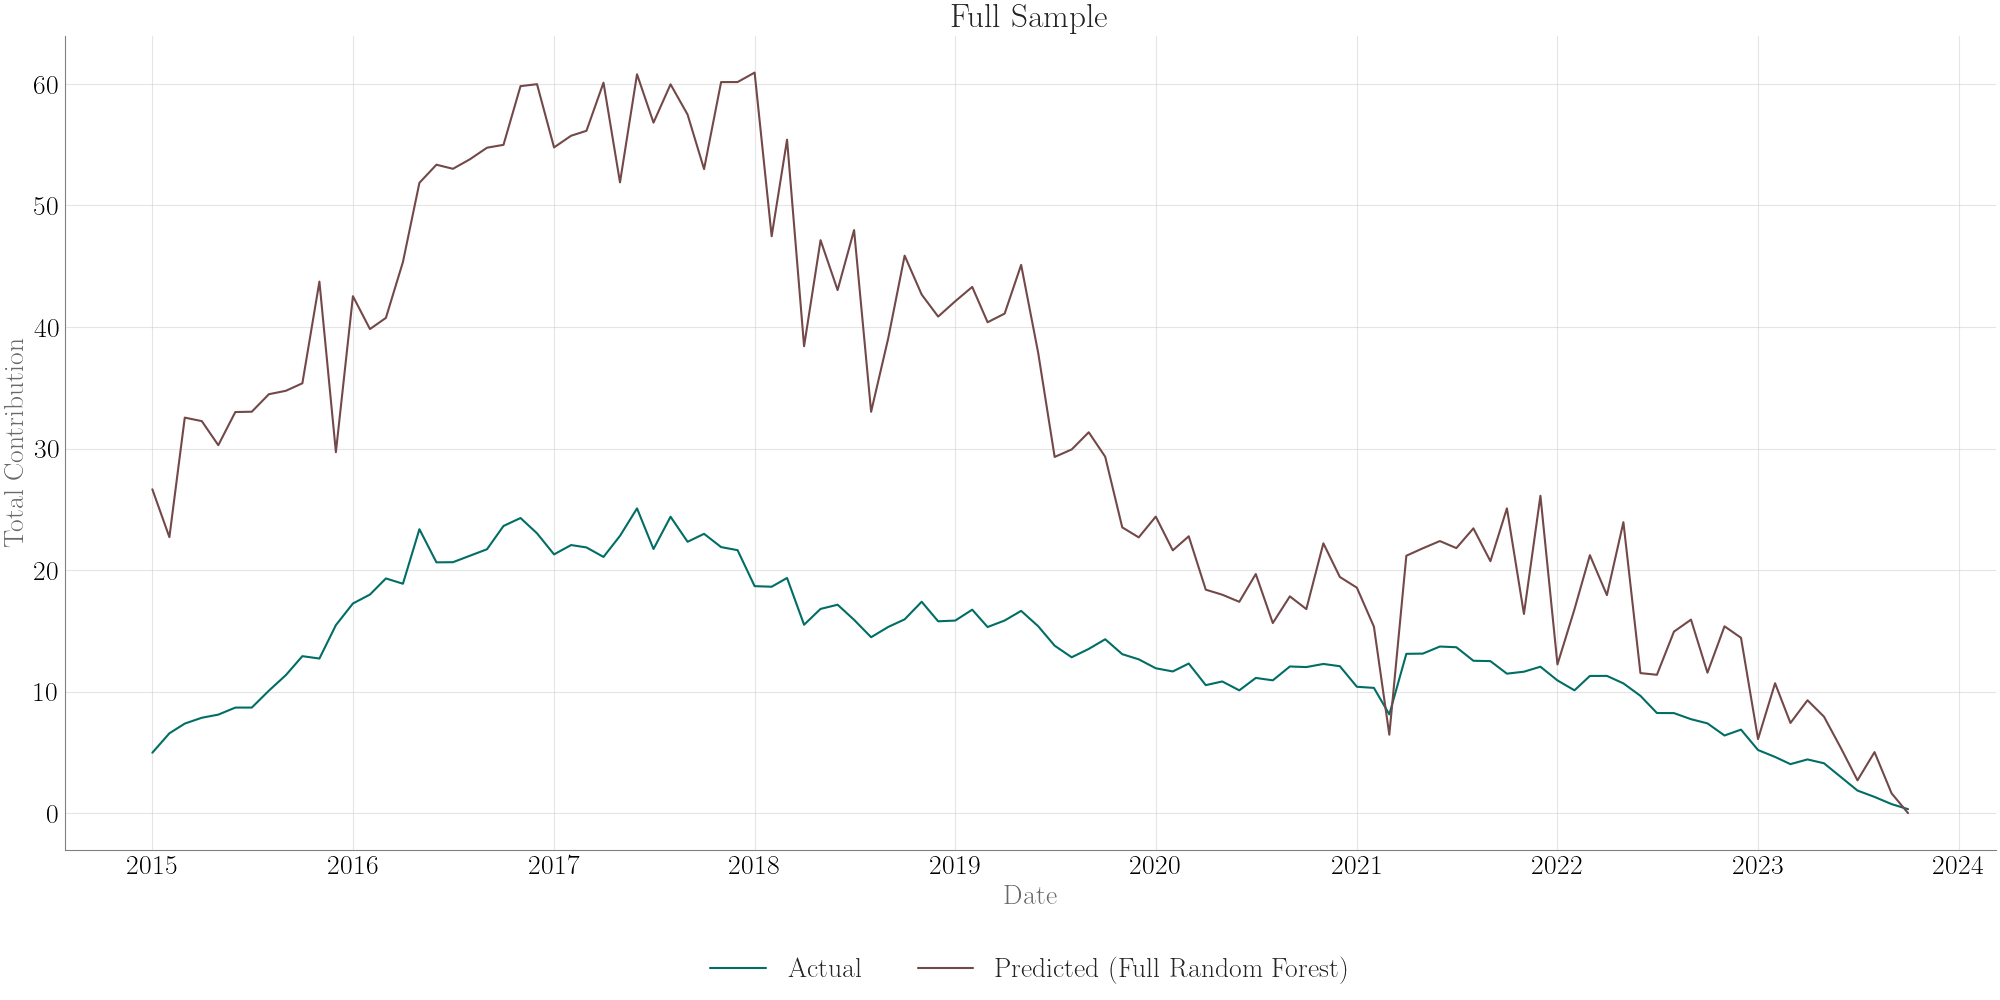 Full Sample
60
50
40
30
20
10
0
Total Contribution
2015 2016 2017 2018 2019 2020 2021 2022 2023 2024
Date
Actual Predicted (Full Random Forest)